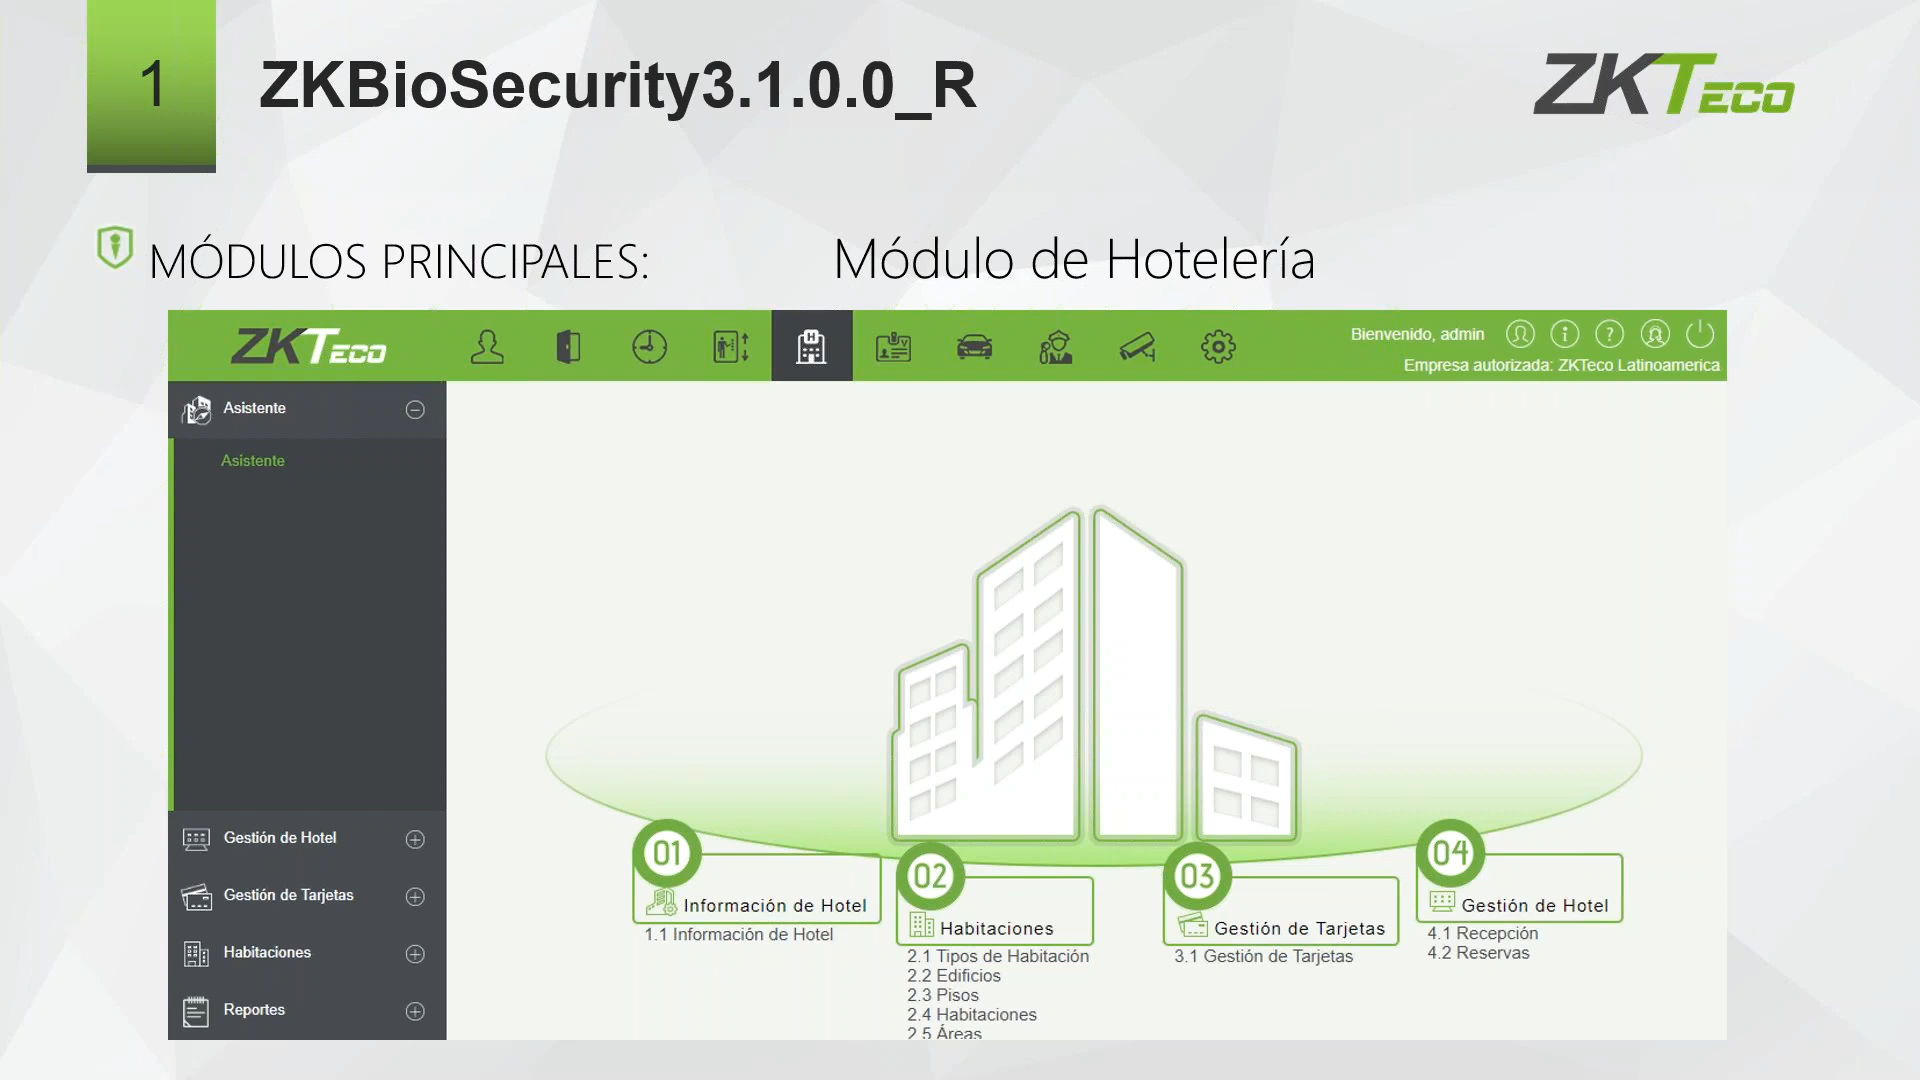 1
ZKBioSecurity3.1.0.0_R
ZKTECO
MÓDULOS PRINCIPALES:
Módulo de Hotelería
ZKTECO
Bienvenido, admin
Empresa autorizada: ZKTeco Latinoamerica
Asistente
Asistente
Gestión de Hotel
Gestión de Tarjetas
Habitaciones
Reportes
01
Información de Hotel
1.1 Información de Hotel
02
Habitaciones
2.1 Tipos de Habitación
2.2 Edificios
2.3 Pisos
2.4 Habitaciones
2.5 Áreas
03
Gestión de Tarjetas
3.1 Gestión de Tarjetas
04
Gestión de Hotel
4.1 Recepción
4.2 Reservas